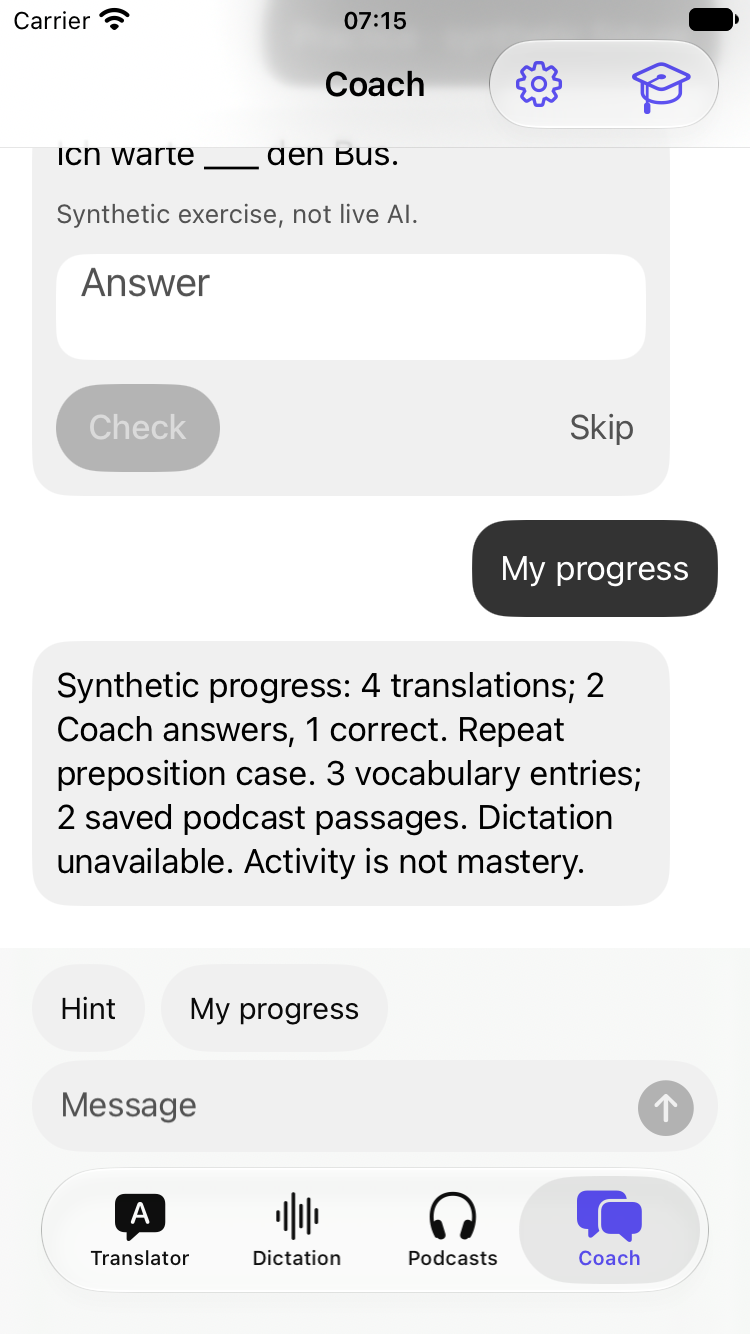 Carrier
07:15
Coach
Ich warte ___ den Bus.
Synthetic exercise, not live AI.
Answer
Check
Skip
My progress
Synthetic progress: 4 translations; 2
Coach answers, 1 correct. Repeat
preposition case. 3 vocabulary entries;
2 saved podcast passages. Dictation
unavailable. Activity is not mastery.
Hint
My progress
Message
A
Translator
Dictation
Podcasts
Coach